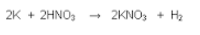 2K + 2HNO₃ → 2KNO₃ + H₂